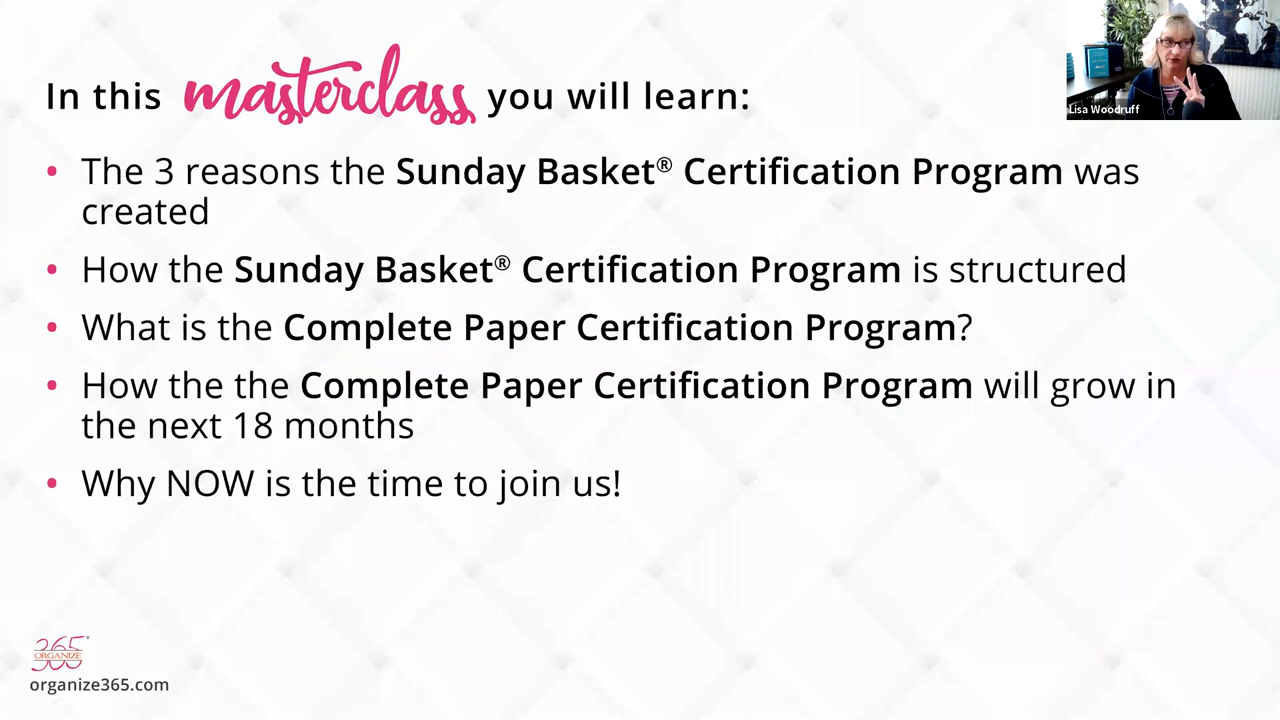 In this masterclass you will learn:
Lisa Woodruff
• The 3 reasons the Sunday Basket® Certification Program was
created
• How the Sunday Basket® Certification Program is structured
• What is the Complete Paper Certification Program?
• How the the Complete Paper Certification Program will grow in
the next 18 months
• Why NOW is the time to join us!
365®
ORGANIZE
organize365.com